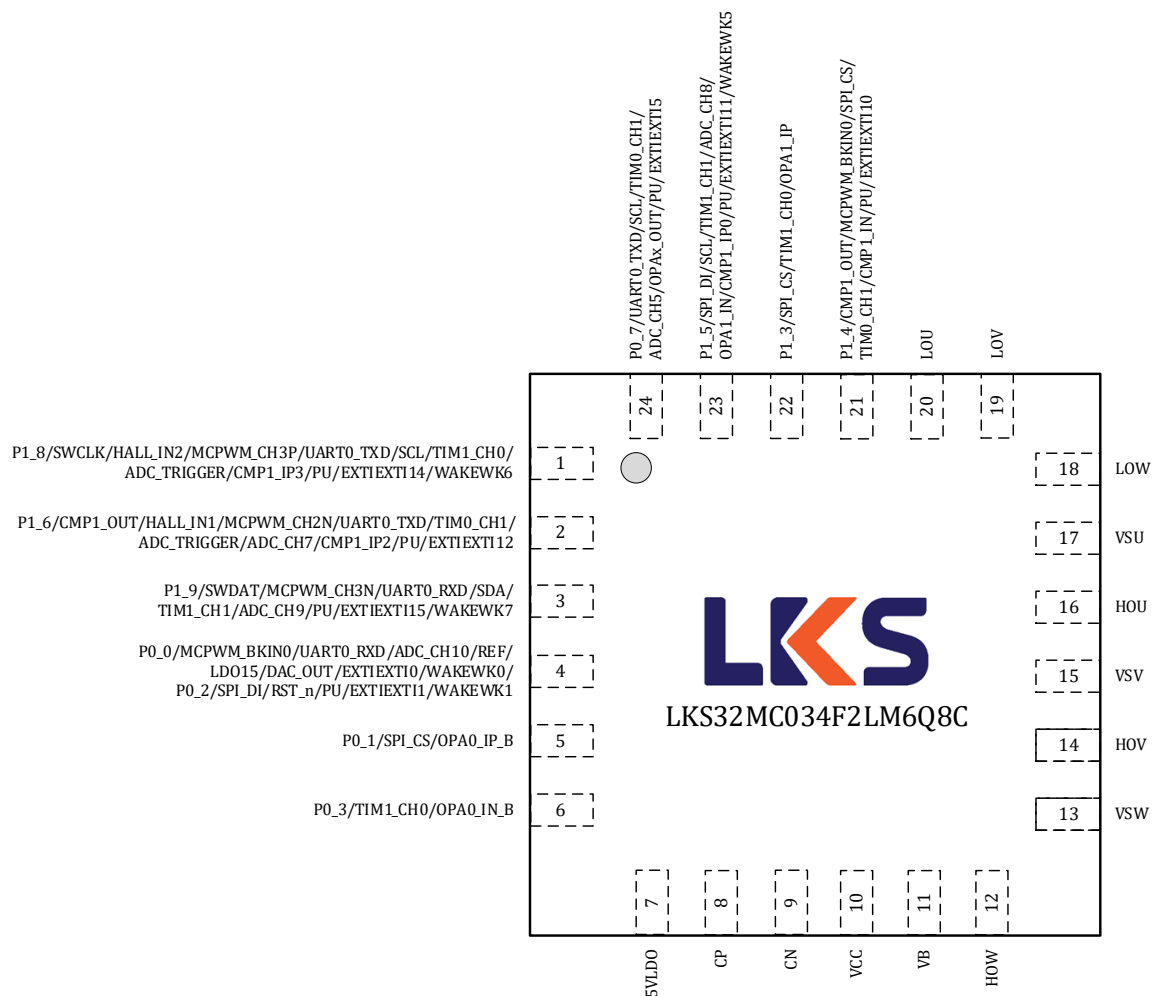 P0_7/UART0_TXD/SCL/TIM0_CH1/
ADC_CH5/OPAx_OUT/PU/EXTIEXTI5
P1_5/SPI_DI/SCL/TIM1_CH1/ADC_CH8/
OPA1_IN/CMP1_IP0/PU/EXTIEXTI11/WAKEWK5
P1_3/SPI_CS/TIM1_CH0/OPA1_IP
P1_4/CMP1_OUT/MCPWM_BKIN0/SPI_CS/
TIM0_CH1/CMP1_IN/PU/EXTIEXTI10
LOU
LOV
24
23
22
21
20
19
P1_8/SWCLK/HALL_IN2/MCPWM_CH3P/UART0_TXD/SCL/TIM1_CH0/
ADC_TRIGGER/CMP1_IP3/PU/EXTIEXTI14/WAKEWK6
1
P1_6/CMP1_OUT/HALL_IN1/MCPWM_CH2N/UART0_TXD/TIM0_CH1/
ADC_TRIGGER/ADC_CH7/CMP1_IP2/PU/EXTIEXTI12
2
P1_9/SWDAT/MCPWM_CH3N/UART0_RXD/SDA/
TIM1_CH1/ADC_CH9/PU/EXTIEXTI15/WAKEWK7
3
P0_0/MCPWM_BKIN0/UART0_RXD/ADC_CH10/REF/
LDO15/DAC_OUT/EXTIEXTI0/WAKEWK0/
P0_2/SPI_DI/RST_n/PU/EXTIEXTI1/WAKEWK1
4
P0_1/SPI_CS/OPA0_IP_B
5
P0_3/TIM1_CH0/OPA0_IN_B
6
LKS
LKS32MC034F2LM6Q8C
18 LOW
17 VSU
16 HOU
15 VSV
14 HOV
13 VSW
7
8
9
10
11
12
5VLDO
CP
CN
VCC
VB
HOW